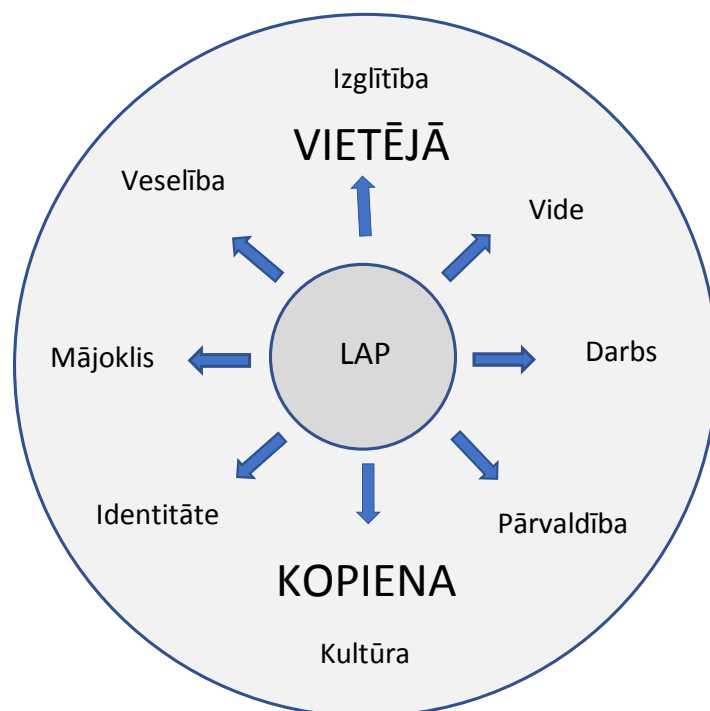 Izglītība
VIETĒJĀ
Veselība
Vide
Mājoklis
LAP
Darbs
Identitāte
Pārvaldība
KOPIENA
Kultūra